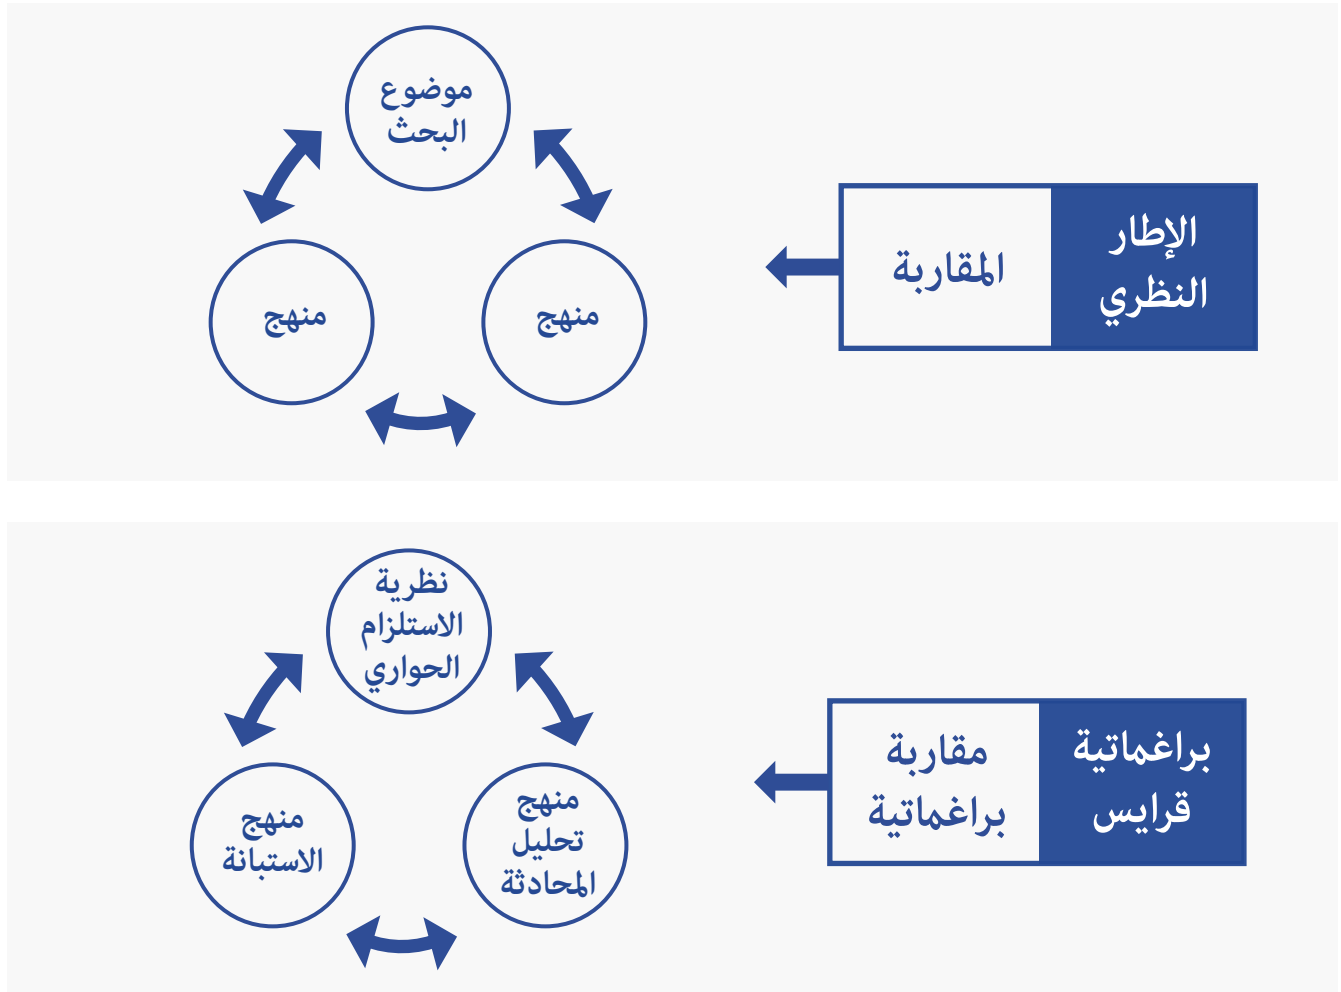 موضوع
البحث
الإطار
النظري
المقاربة
منهج
منهج
نظرية
الاستلزام
الحواري
براغماتية
قرايس
مقاربة
براغماتية
منهج
تحليل
المحادثة
منهج
الاستبانة